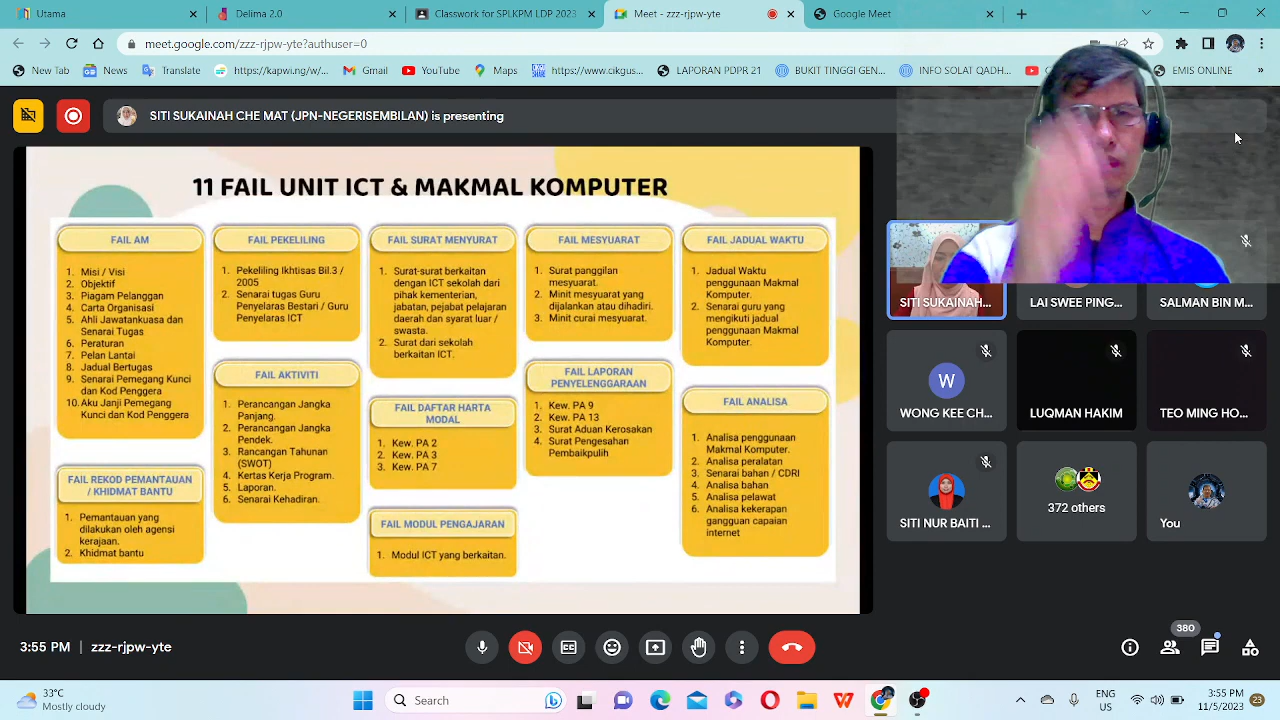 Utama
Delima 2.0
Classwork for SPLKPM LDP 2023
Meet - zzz-rjpw-yte
Google Meet
meet.google.com/zzz-rjpw-yte?authuser=0
New Tab
News
Translate
https://kapwing/w...
Gmail
YouTube
Maps
https://www.cikgus...
LAPORAN PDPR 21
BUKIT TINGGI GEN...
INFO SOLAT QADH...
EMIS ONLINE
»
SITI SUKAINAH CHE MAT (JPN-NEGERISEMBILAN) is presenting
11 FAIL UNIT ICT & MAKMAL KOMPUTER
FAIL AM
1. Misi / Visi
2. Objektif
3. Piagam Pelanggan
4. Carta Organisasi
5. Ahli Jawatankuasa dan
Senarai Tugas
6. Peraturan
7. Pelan Lantai
8. Jadual Bertugas
9. Senarai Pemegang Kunci
dan Kod Penggera
10. Aku Janji Pemegang
Kunci dan Kod Penggera
FAIL REKOD PEMANTAUAN
/ KHIDMAT BANTU
1. Pemantauan yang
dilakukan oleh agensi
kerajaan.
2. Khidmat bantu
FAIL PEKELILING
1. Pekeliling Ikhtisas Bil.3 /
2005
2. Senarai tugas Guru
Penyelaras Bestari / Guru
Penyelaras ICT
FAIL AKTIVITI
1. Perancangan Jangka
Panjang.
2. Perancangan Jangka
Pendek.
3. Rancangan Tahunan
(SWOT)
4. Kertas Kerja Program.
5. Laporan.
6. Senarai Kehadiran.
FAIL SURAT MENYURAT
1. Surat-surat berkaitan
dengan ICT sekolah dari
pihak kementerian,
jabatan, pejabat pelajaran
daerah dan syarat luar /
swasta.
2. Surat dari sekolah
berkaitan ICT.
FAIL DAFTAR HARTA
MODAL
1. Kew. PA 2
2. Kew. PA 3
3. Kew. PA 7
FAIL MODUL PENGAJARAN
1. Modul ICT yang berkaitan.
FAIL MESYUARAT
1. Surat panggilan
mesyuarat.
2. Minit mesyuarat yang
dijalankan atau dihadiri.
3. Minit curai mesyuarat.
FAIL LAPORAN
PENYELENGGARAAN
1. Kew. PA 9
2. Kew. PA 13
3. Surat Aduan Kerosakan
4. Surat Pengesahan
Pembaikpulih
FAIL JADUAL WAKTU
1. Jadual Waktu
penggunaan Makmal
Komputer.
2. Senarai guru yang
mengikuti jadual
penggunaan Makmal
Komputer.
FAIL ANALISA
1. Analisa penggunaan
Makmal Komputer.
2. Analisa peralatan
3. Senarai bahan / CDRI
4. Analisa bahan
5. Analisa pelawat
6. Analisa kekerapan
gangguan capaian
internet
SITI SUKAINAH...
LAI SWEE PING...
SALMAN BIN M...
W
WONG KEE CH...
LUQMAN HAKIM
TEO MING HO...
SITI NUR BAITI ...
372 others
You
3:55 PM | zzz-rjpw-yte
380
33°C
Mostly cloudy
Search
ENG
US
3:55 PM
11/5/2023
23